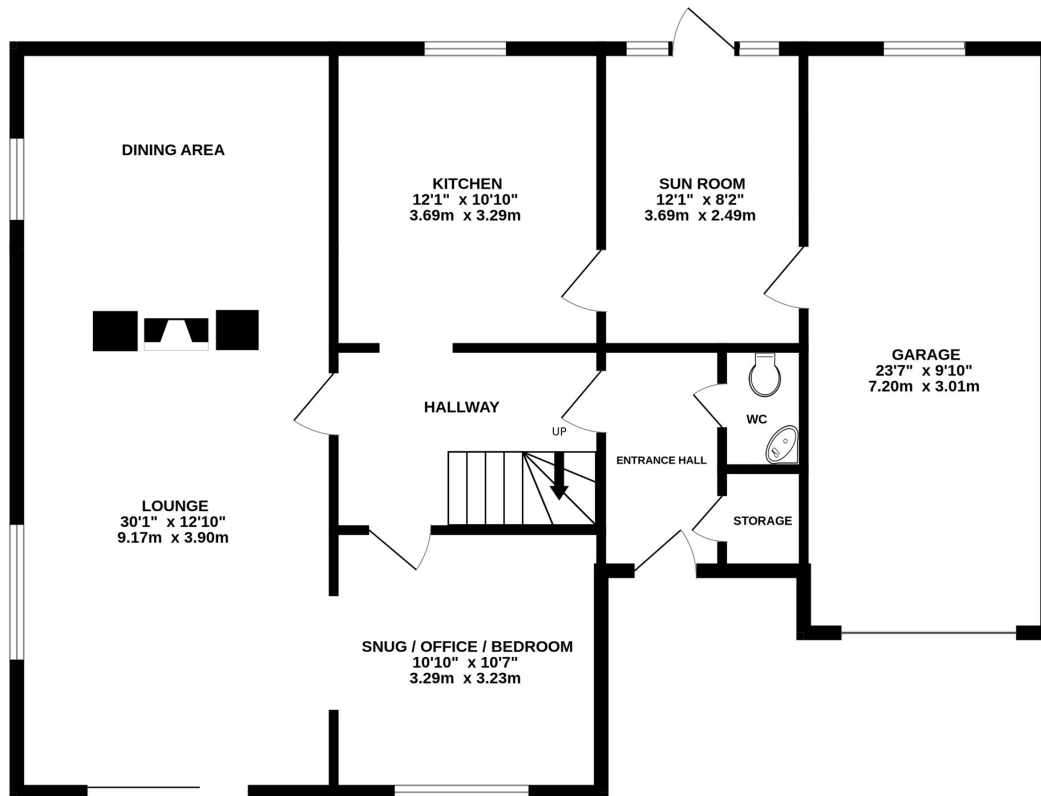 DINING AREA
KITCHEN
12'1" x 10'10"
3.69m x 3.29m
SUN ROOM
12'1" x 8'2"
3.69m x 2.49m
GARAGE
23'7" x 9'10"
7.20m x 3.01m
HALLWAY
UP
WC
ENTRANCE HALL
LOUNGE
30'1" x 12'10"
9.17m x 3.90m
STORAGE
SNUG / OFFICE / BEDROOM
10'10" x 10'7"
3.29m x 3.23m